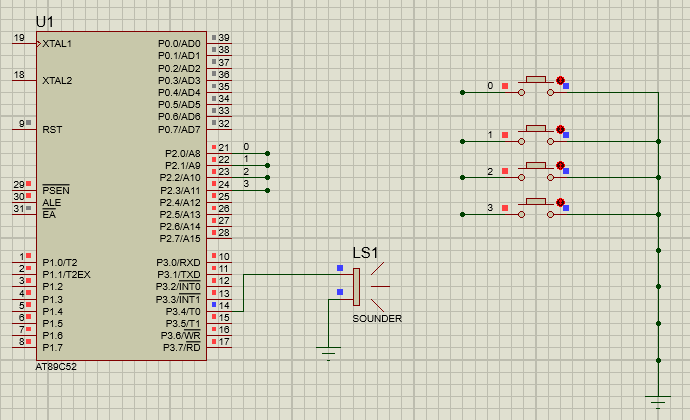 U1
19 XTAL1
18 XTAL2
9 RST
29 PSEN
30 ALE
31 EA
1 P1.0/T2
2 P1.1/T2EX
3 P1.2
4 P1.3
5 P1.4
6 P1.5
7 P1.6
8 P1.7
P0.0/AD0 39
P0.1/AD1 38
P0.2/AD2 37
P0.3/AD3 36
P0.4/AD4 35
P0.5/AD5 34
P0.6/AD6 33
P0.7/AD7 32
P2.0/A8 21 0
P2.1/A9 22 1
P2.2/A10 23 2
P2.3/A11 24 3
P2.4/A12 25
P2.5/A13 26
P2.6/A14 27
P2.7/A15 28
P3.0/RXD 10
P3.1/TXD 11
P3.2/INT0 12
P3.3/INT1 13
P3.4/T0 14
P3.5/T1 15
P3.6/WR 16
P3.7/RD 17
AT89C52
LS1
SOUNDER
0
1
2
3